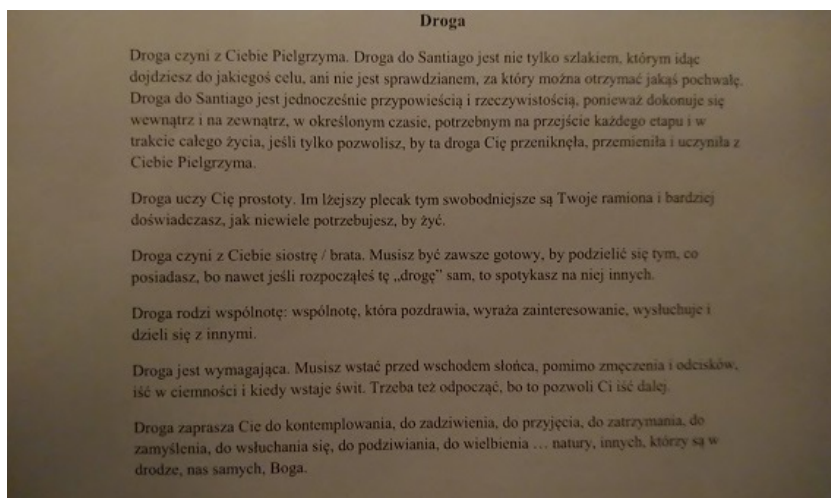 Droga
Droga czyni z Ciebie Pielgrzyma. Droga do Santiago jest nie tylko szlakiem, którym idąc
dojdziesz do jakiegoś celu, ani nie jest sprawdzianem, za który można otrzymać jakąś pochwałę.
Droga do Santiago jest jednocześnie przypowieścią i rzeczywistością, ponieważ dokonuje się
wewnątrz i na zewnątrz, w określonym czasie, potrzebnym na przejście każdego etapu i w
trakcie całego życia, jeśli tylko pozwolisz, by ta droga Cię przeniknęła, przemieniła i uczyniła z
Ciebie Pielgrzyma.
Droga uczy Cię prostoty. Im lżejszy plecak tym swobodniejsze są Twoje ramiona i bardziej
doświadczasz, jak niewiele potrzebujesz, by żyć.
Droga czyni z Ciebie siostrę / brata. Musisz być zawsze gotowy, by podzielić się tym, co
posiadasz, bo nawet jeśli rozpocząłeś tę „drogę” sam, to spotykasz na niej innych.
Droga rodzi wspólnotę: wspólnotę, która pozdrawia, wyraża zainteresowanie, wysłuchuje i
dzieli się z innymi.
Droga jest wymagająca. Musisz wstać przed wschodem słońca, pomimo zmęczenia i odcisków,
iść w ciemności i kiedy wstaje świt. Trzeba też odpocząć, bo to pozwoli Ci iść dalej.
Droga zaprasza Cie do kontemplowania, do zadziwienia, do przyjęcia, do zatrzymania, do
zamyślenia, do wsłuchania się, do podziwiania, do wielbienia … natury, innych, którzy są w
drodze, nas samych, Boga.